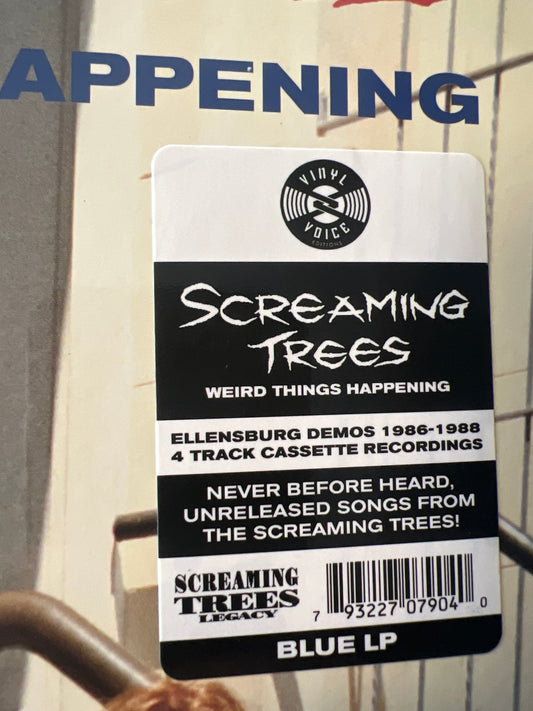 APPENING
VINYL
VOICE
EDITIONS
SCREAMING
TREES
WEIRD THINGS HAPPENING
ELLENSBURG DEMOS 1986-1988
4 TRACK CASSETTE RECORDINGS
NEVER BEFORE HEARD,
UNRELEASED SONGS FROM
THE SCREAMING TREES!
SCREAMING
TREES
LEGACY
7 93227 07904 0
BLUE LP